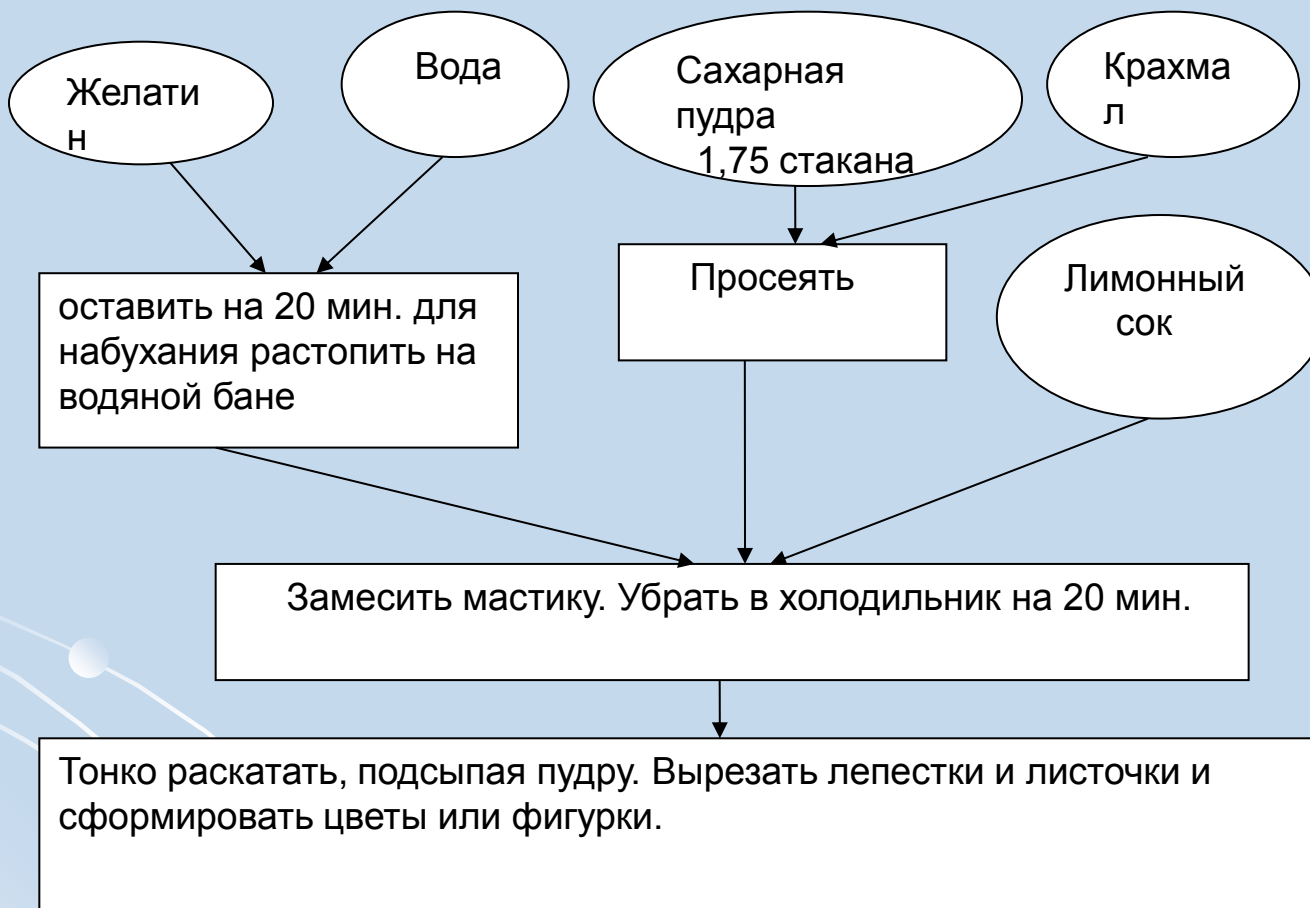 Желати
н
Вода
Сахарная
пудра
1,75 стакана
Крахма
л
оставить на 20 мин. для
набухания растопить на
водяной бане
Просеять
Лимонный
сок
Замесить мастику. Убрать в холодильник на 20 мин.
Тонко раскатать, подсыпая пудру. Вырезать лепестки и листочки и
сформировать цветы или фигурки.